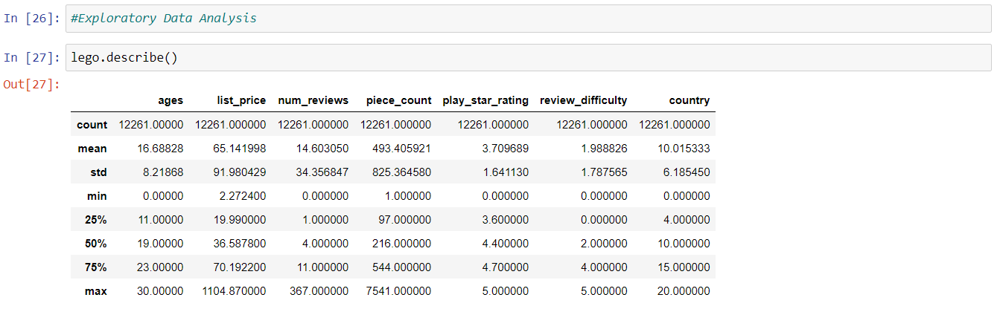 In [26]: #Exploratory Data Analysis
In [27]: lego.describe()
Out[27]:
ages list_price num_reviews piece_count play_star_rating review_difficulty country
count 12261.00000 12261.000000 12261.000000 12261.000000 12261.000000 12261.000000 12261.000000
mean 16.68828 65.141998 14.603050 493.405921 3.709689 1.988826 10.015333
std 8.21868 91.980429 34.356847 825.364580 1.641130 1.787565 6.185450
min 0.00000 2.272400 0.000000 1.000000 0.000000 0.000000 0.000000
25% 11.00000 19.990000 1.000000 97.000000 3.600000 0.000000 4.000000
50% 19.00000 36.587800 4.000000 216.000000 4.400000 2.000000 10.000000
75% 23.00000 70.192200 11.000000 544.000000 4.700000 4.000000 15.000000
max 30.00000 1104.870000 367.000000 7541.000000 5.000000 5.000000 20.000000